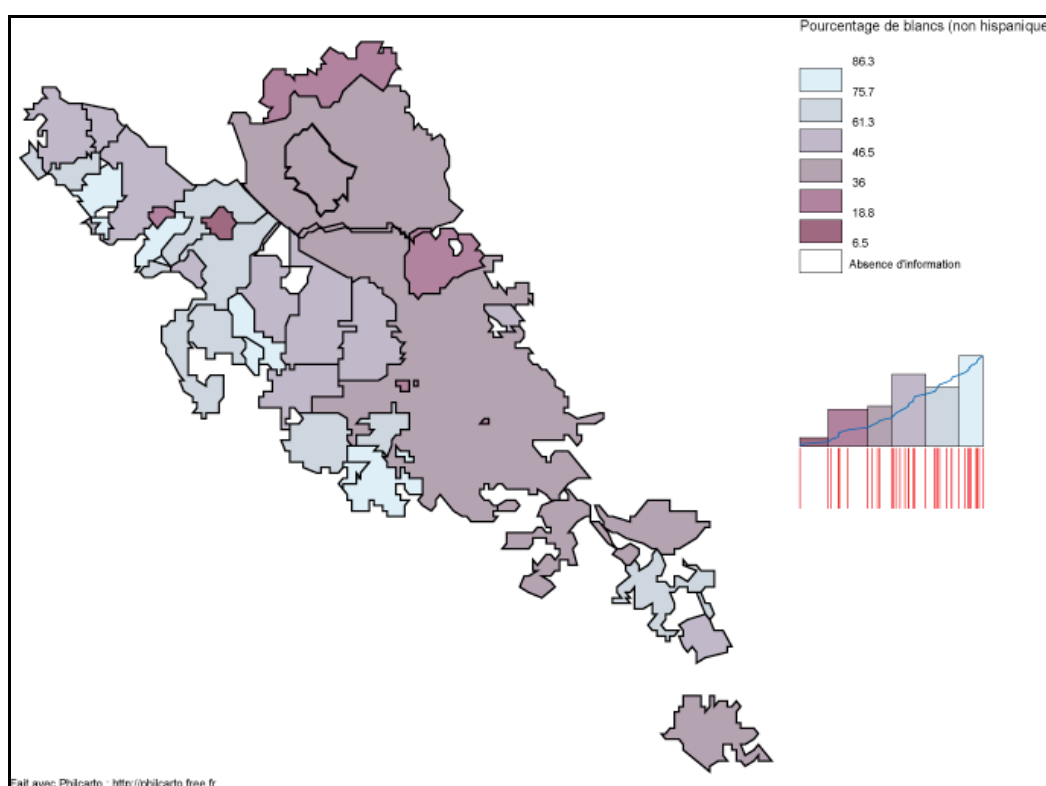 Pourcentage de blancs (non hispanique
86.3
75.7
61.3
46.5
36
18.8
6.5
Absence d'information
Fait avec Philcarto : http://philcarto.free.fr